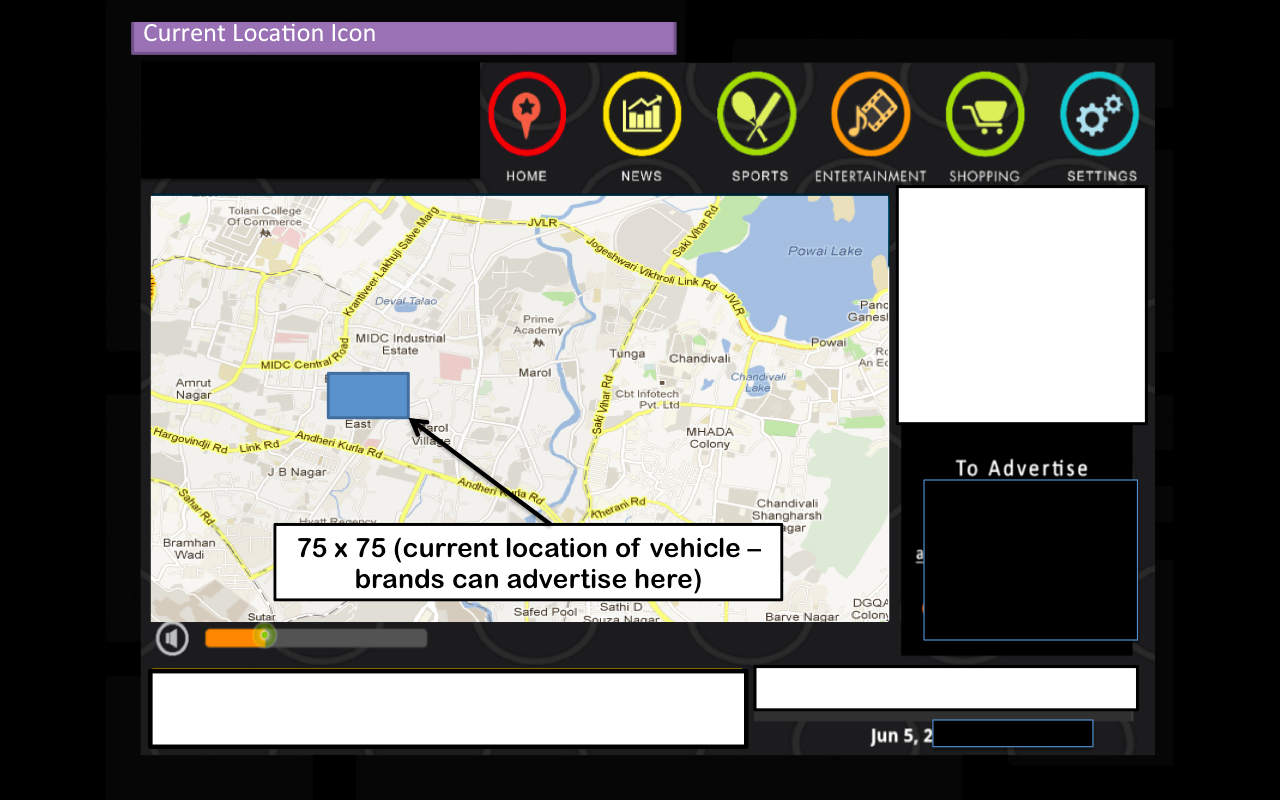 Current Location Icon
HOME
NEWS
SPORTS
ENTERTAINMENT
SHOPPING
SETTINGS
Tolani College
Of Commerce
Krantiveer Lakhuji Salve Marg
JVLR
Jogeshwari Vikhroli Link Rd
Saki Vihar Rd
JVLR
Powai Lake
Deval Talao
Prime
Academy
MIDC Industrial
Estate
MIDC Central Road
Powai
Tunga
Chandivali
Marol
Amrut
Nagar
Chandivali
Lake
Cbt Infotech
Pvt. Ltd
Saki Vihar Rd
East
Village
MHADA
Colony
Hargovindji Rd
Link Rd
Andheri Kurla Rd
J B Nagar
Andheri Kurla Rd
Sahar Rd
Kherani Rd
Chandivali
Shangharsh
Hyatt Regency
Bramhan
Wadi
75 x 75 (current location of vehicle –
brands can advertise here)
Sutar
Safed Pool
Sathi D
Souza Nagar
Barve Nagar
DGQA
Colony
To Advertise
Jun 5, 2